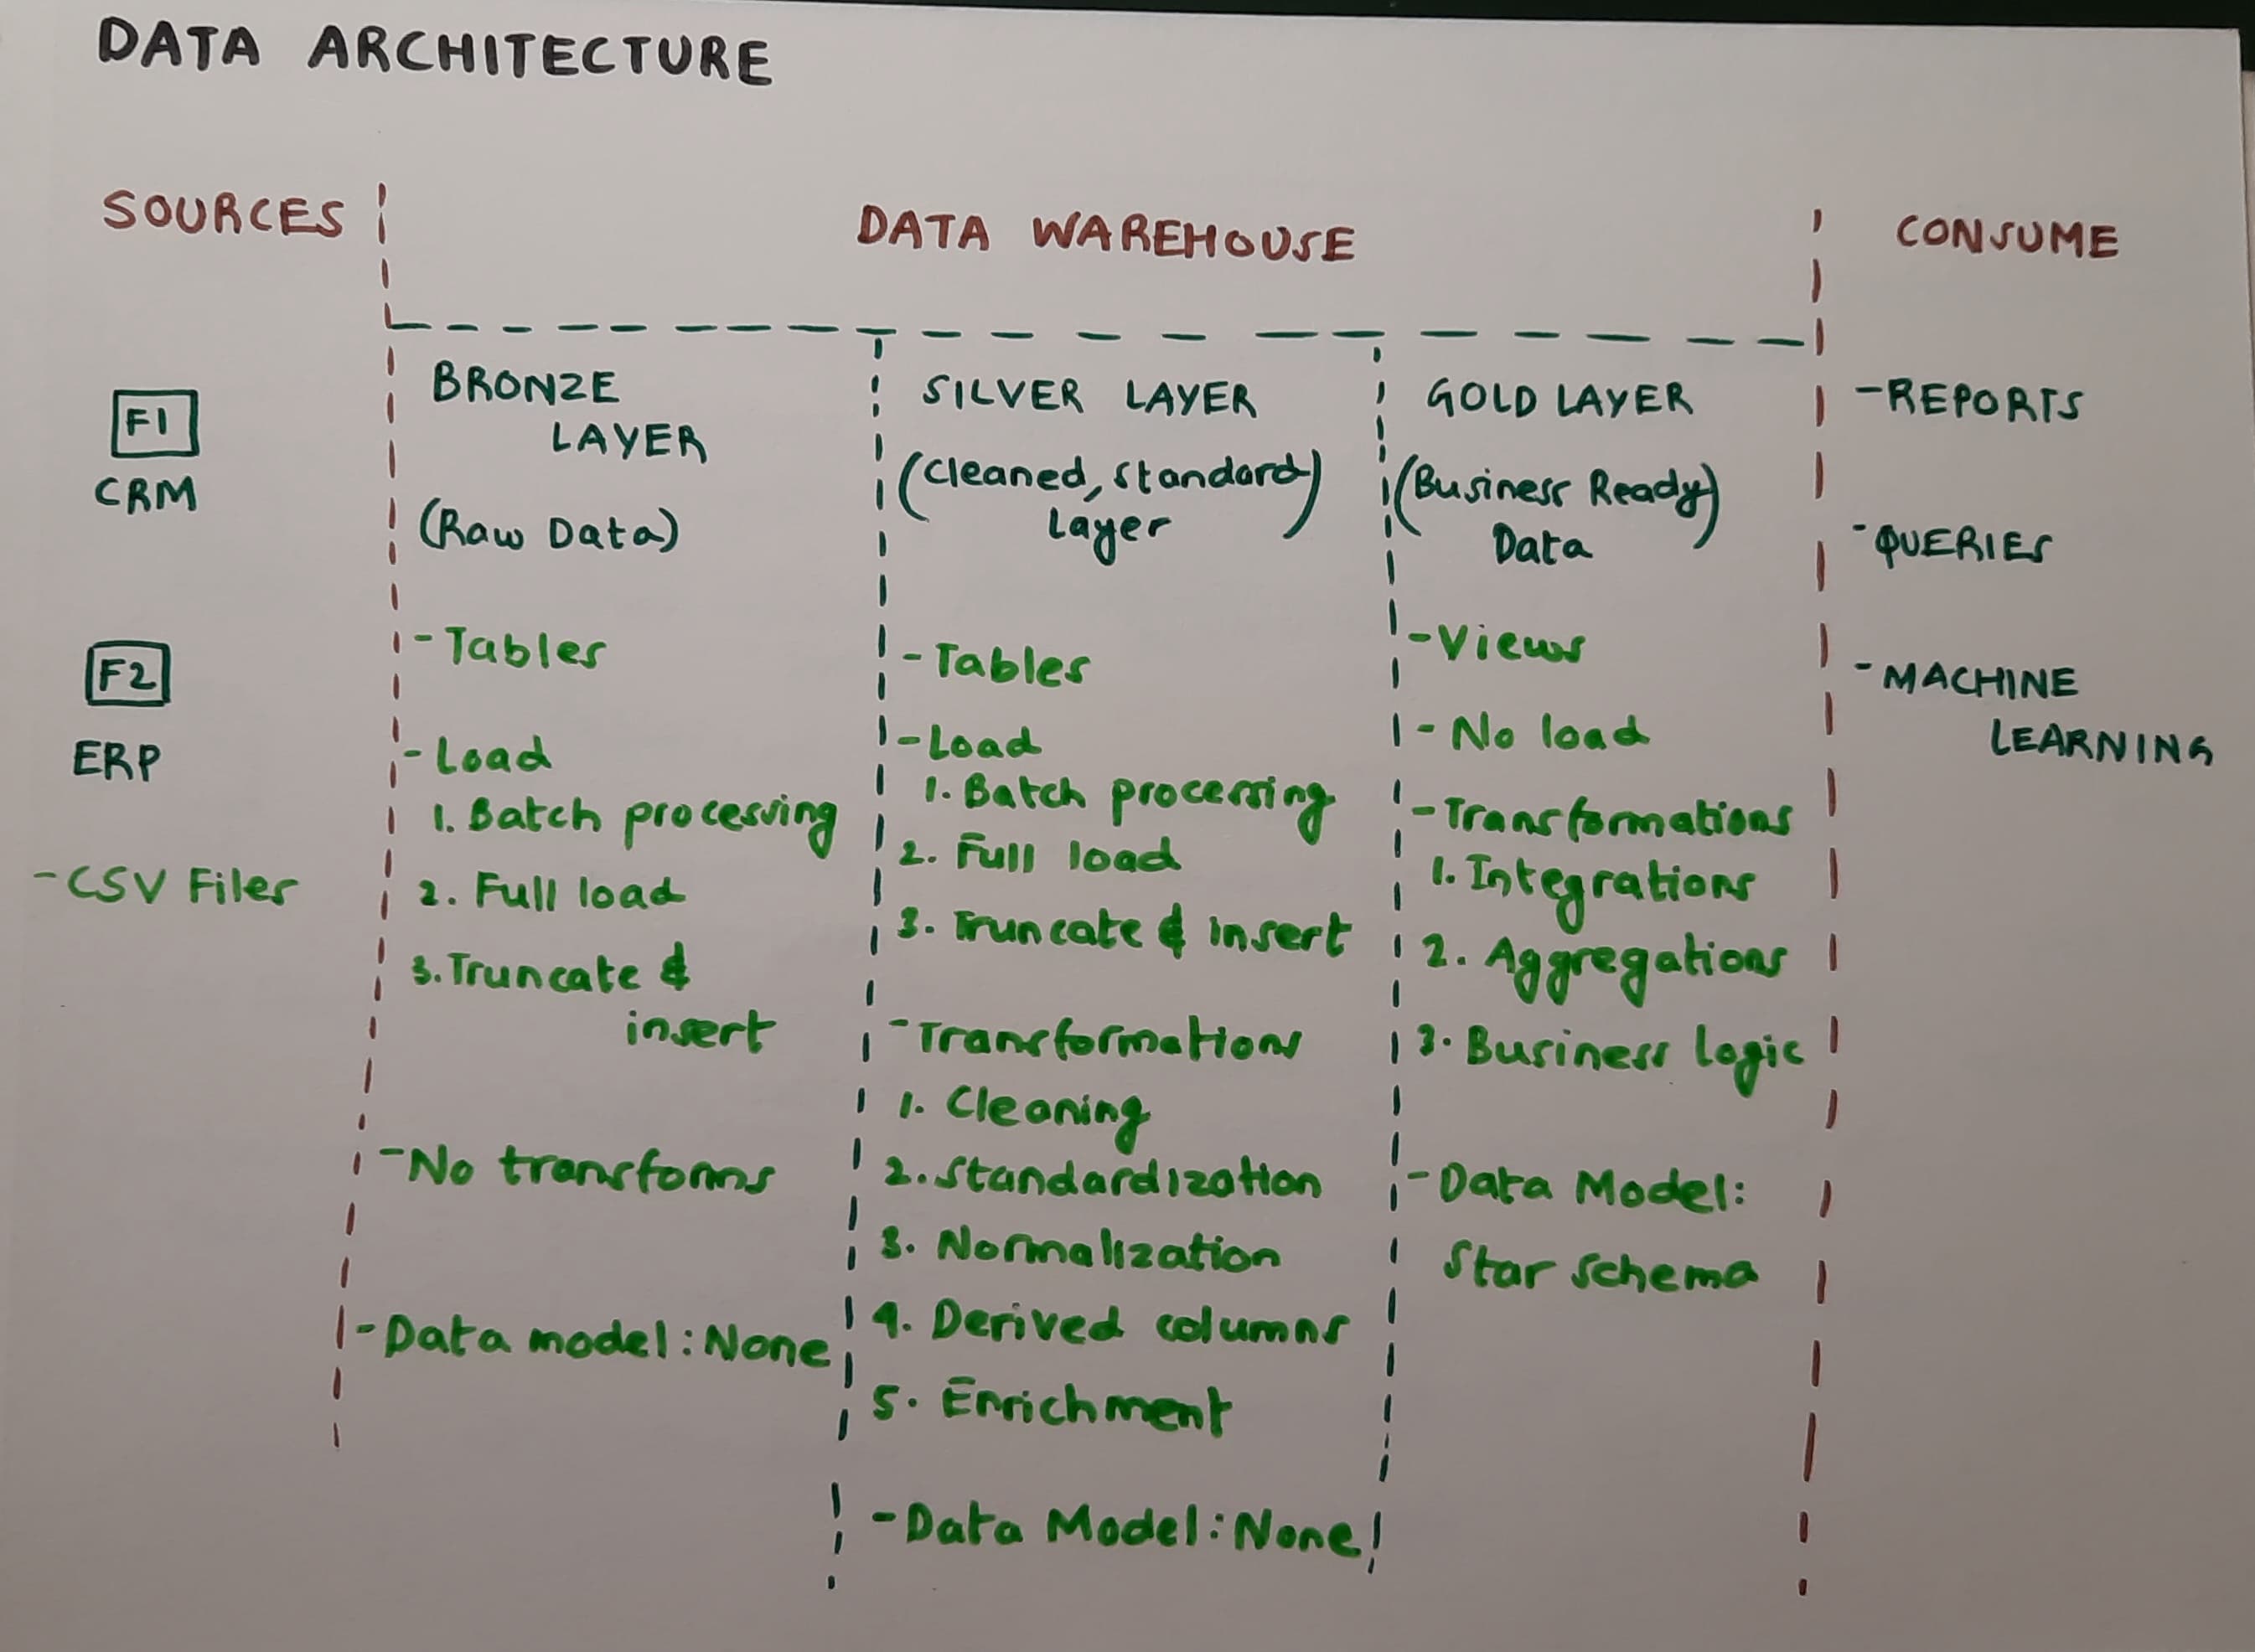 DATA ARCHITECTURE
SOURCES
F1
CRM
F2
ERP
-CSV Files
DATA WAREHOUSE
BRONZE
LAYER
(Raw Data)
-Tables
-Load
1. Batch processing
2. Full load
3. Truncate &
insert
-No transforms
-Data model: None
SILVER LAYER
(Cleaned, Standard)
Layer
-Tables
-Load
1. Batch processing
2. Full load
3. Truncate & insert
-Transformations
1. Cleaning
2. Standardization
3. Normalization
4. Derived columns
5. Enrichment
-Data Model: None
GOLD LAYER
(Business Ready)
Data
-Views
-No load
-Transformations
1. Integrations
2. Aggregations
3. Business logic
-Data Model:
Star schema
CONSUME
-REPORTS
-QUERIES
-MACHINE
LEARNING